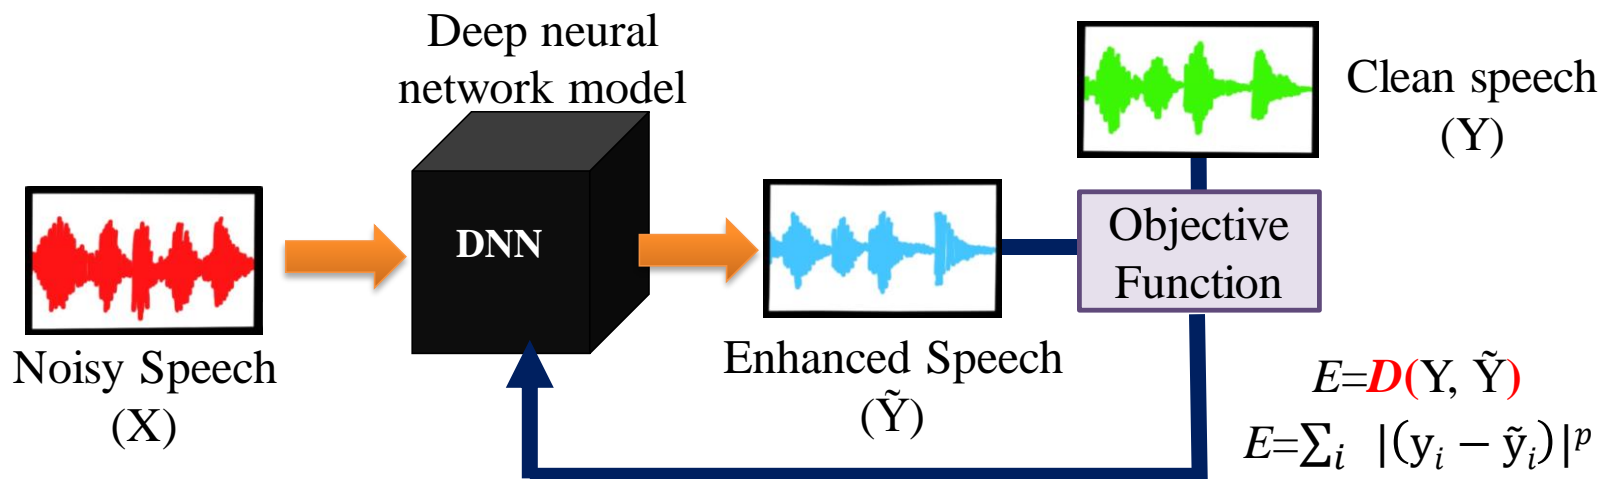 Deep neural
network model
DNN
Noisy Speech
(X)
Enhanced Speech
(Ỹ)
Clean speech
(Y)
Objective
Function
E=D(Y, Ỹ)
E=∑ᵢ |(yᵢ − ỹᵢ)|ᵖ